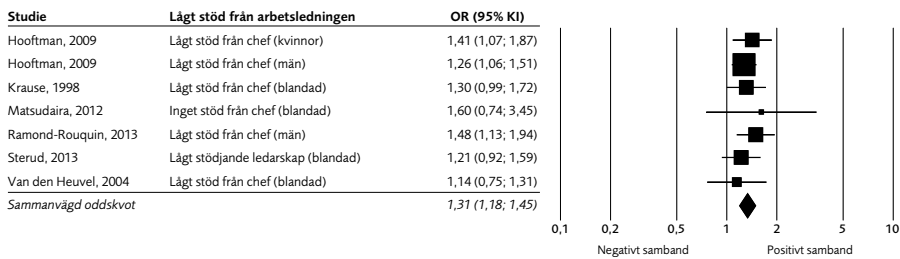 Studie Lågt stöd från arbetsledningen OR (95% KI)
Hooftman, 2009 Lågt stöd från chef (kvinnor) 1,41 (1,07; 1,87)
Hooftman, 2009 Lågt stöd från chef (män) 1,26 (1,06; 1,51)
Krause, 1998 Lågt stöd från chef (blandad) 1,30 (0,99; 1,72)
Matsudaira, 2012 Inget stöd från chef (blandad) 1,60 (0,74; 3,45)
Ramond-Rouquin, 2013 Lågt stöd från chef (män) 1,48 (1,13; 1,94)
Sterud, 2013 Lågt stödjande ledarskap (blandad) 1,21 (0,92; 1,59)
Van den Heuvel, 2004 Lågt stöd från chef (blandad) 1,14 (0,75; 1,31)
Sammanvägd oddskvot 1,31 (1,18; 1,45)
0,1 0,2 0,5 1 2 5 10
Negativt samband Positivt samband